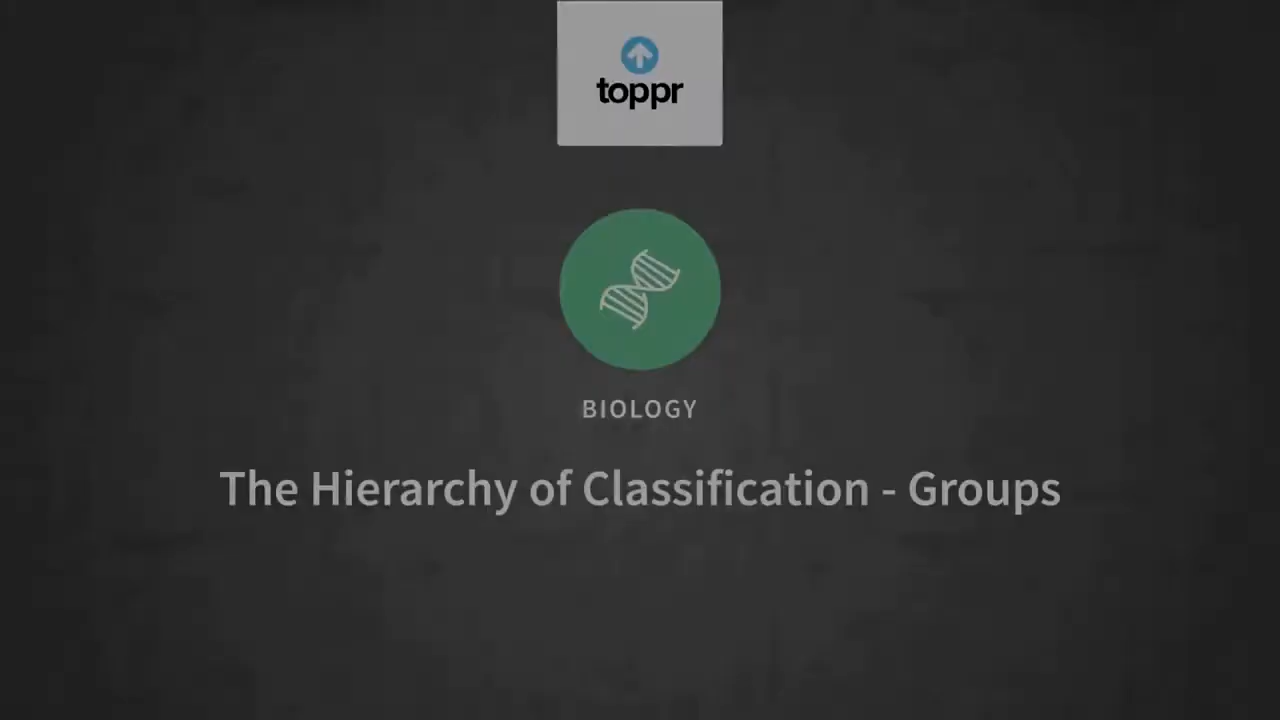 toppr
BIOLOGY
The Hierarchy of Classification - Groups